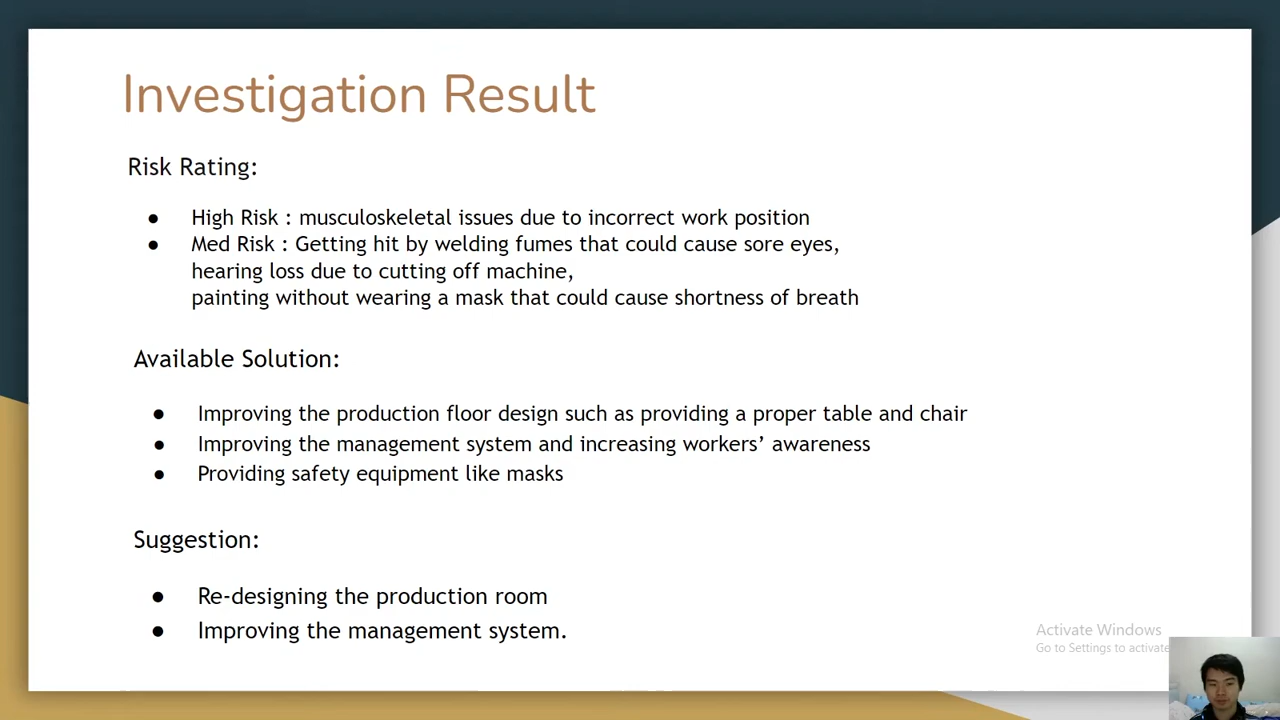 Investigation Result
Risk Rating:
● High Risk : musculoskeletal issues due to incorrect work position
● Med Risk : Getting hit by welding fumes that could cause sore eyes,
hearing loss due to cutting off machine,
painting without wearing a mask that could cause shortness of breath
Available Solution:
● Improving the production floor design such as providing a proper table and chair
● Improving the management system and increasing workers’ awareness
● Providing safety equipment like masks
Suggestion:
● Re-designing the production room
● Improving the management system.
Activate Windows
Go to Settings to activate